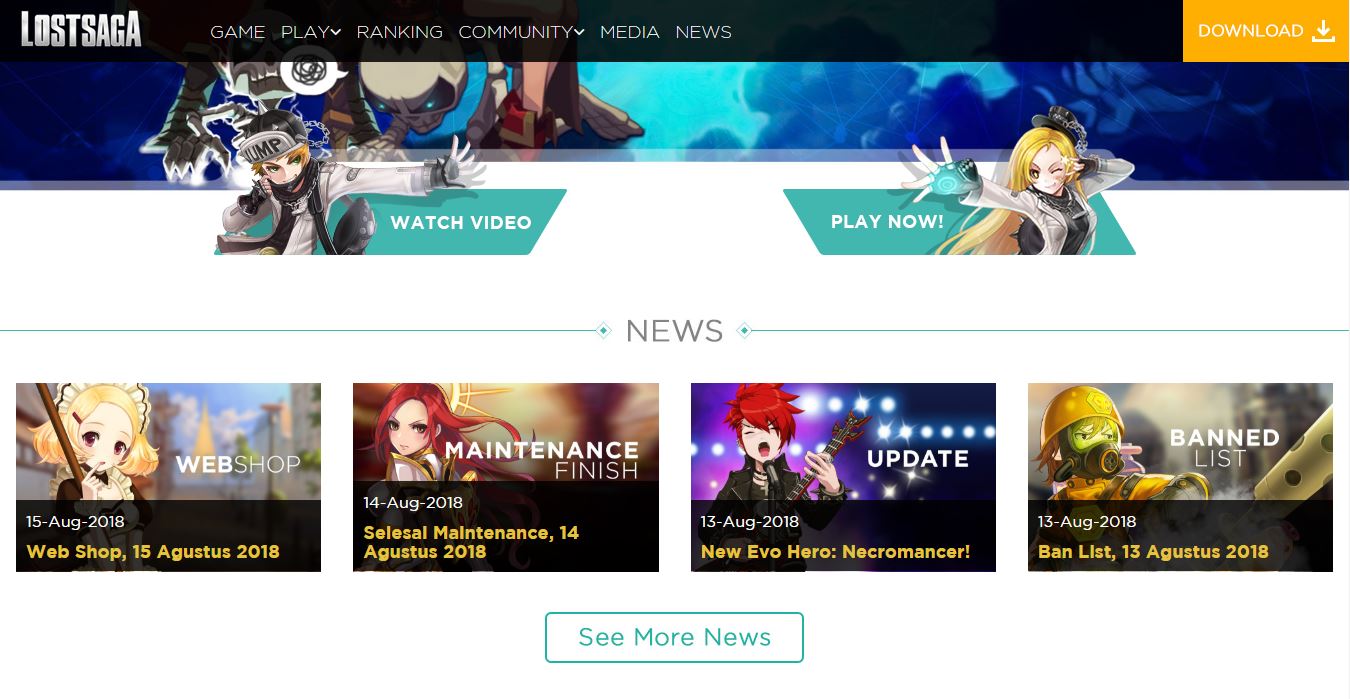 LOSTSAGA
GAME PLAY RANKING COMMUNITY MEDIA NEWS
DOWNLOAD
WATCH VIDEO
PLAY NOW!
NEWS
WEBSHOP
15-Aug-2018
Web Shop, 15 Agustus 2018
MAINTENANCE
FINISH
14-Aug-2018
Selesai Maintenance, 14
Agustus 2018
UPDATE
13-Aug-2018
New Evo Hero: Necromancer!
BANNED
LIST
13-Aug-2018
Ban List, 13 Agustus 2018
See More News